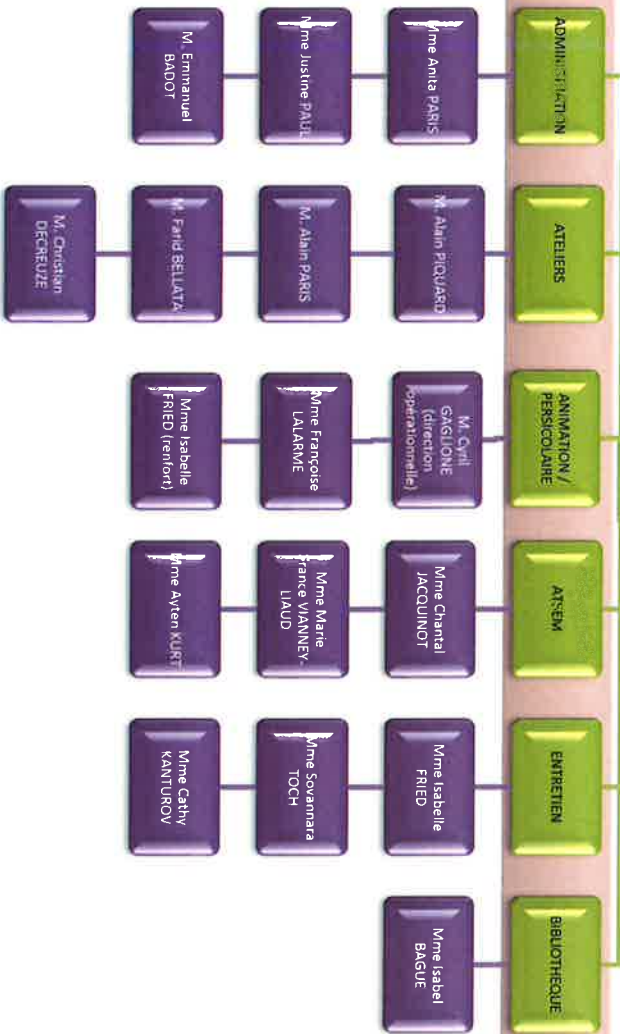 ADMINISTRATION
Mme Anita PARIS
Mme Justine PAUL
M. Emmanuel
BADOT
ATELIERS
M. Alain PIQUARD
M. Alain PARIS
M. Farid BELLATA
M. Christian
DECREUZE
ANIMATION /
PERSICOLAIRE
M. Cyril
GAGLIONE
(direction
opérationnelle)
Mme Françoise
LALARME
Mme Isabelle
FRIED (renfort)
ATSEM
Mme Chantal
JACQUINOT
Mme Marie
France VIANNEY-
LIAUD
Mme Ayten KURT
ENTRETIEN
Mme Isabelle
FRIED
Mme Sovannara
TOCH
Mme Cathy
KANTUROV
BIBLIOTHEQUE
Mme Isabel
BAGUE